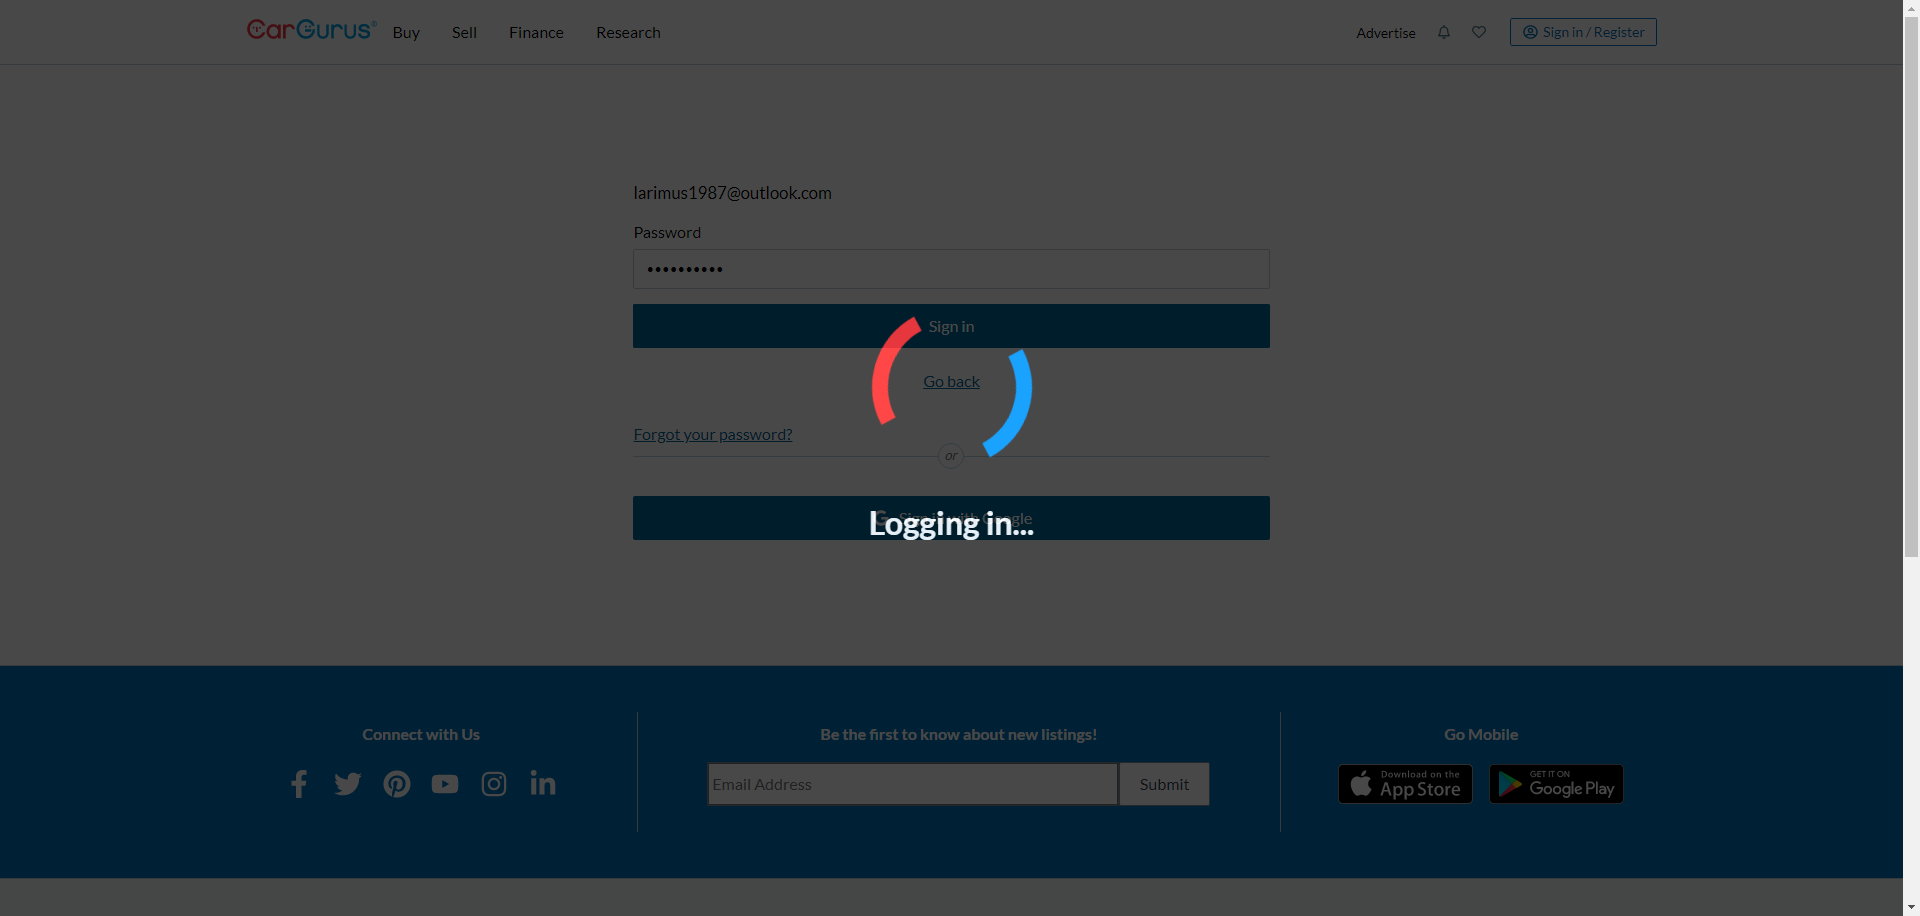 CarGurus®
Buy
Sell
Finance
Research
Advertise
Sign in / Register
larimus1987@outlook.com
Password
••••••••••
Sign in
Go back
Forgot your password?
or
Sign in with Google
Logging in...
Connect with Us
Be the first to know about new listings!
Email Address
Submit
Go Mobile
Download on the
App Store
GET IT ON
Google Play